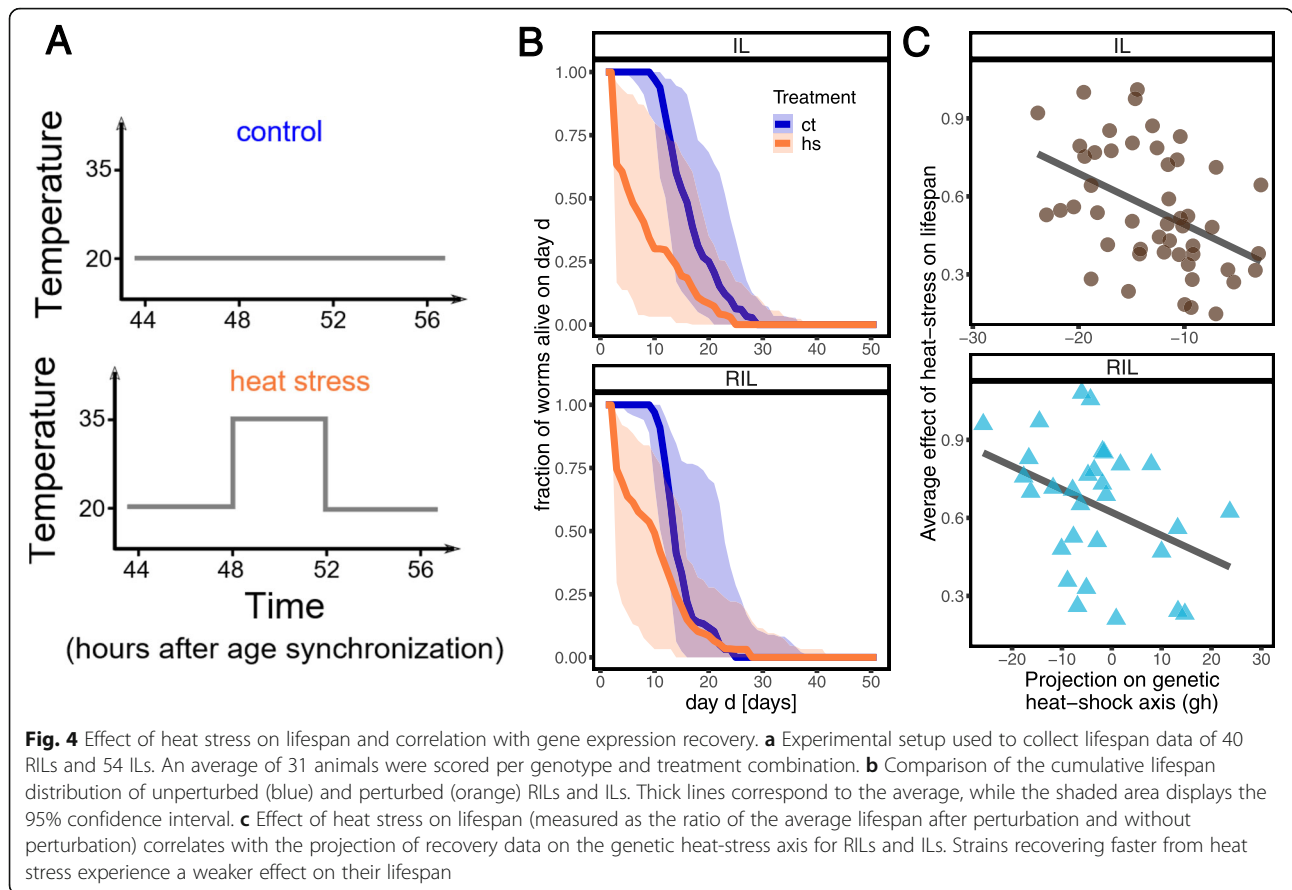 A
Temperature
control
35
20
44 48 52 56
Temperature
heat stress
35
20
44 48 52 56
Time
(hours after age synchronization)
B
fraction of worms alive on day d
IL
1.00
0.75
0.50
0.25
0.00
Treatment
ct
hs
0 10 20 30 40 50
RIL
1.00
0.75
0.50
0.25
0.00
0 10 20 30 40 50
day d [days]
C
Average effect of heat−stress on lifespan
IL
0.9
0.6
0.3
−30 −20 −10
RIL
0.9
0.6
0.3
−20 −10 0 10 20 30
Projection on genetic
heat−shock axis (gh)
Fig. 4 Effect of heat stress on lifespan and correlation with gene expression recovery. a Experimental setup used to collect lifespan data of 40
RILs and 54 ILs. An average of 31 animals were scored per genotype and treatment combination. b Comparison of the cumulative lifespan
distribution of unperturbed (blue) and perturbed (orange) RILs and ILs. Thick lines correspond to the average, while the shaded area displays the
95% confidence interval. c Effect of heat stress on lifespan (measured as the ratio of the average lifespan after perturbation and without
perturbation) correlates with the projection of recovery data on the genetic heat-stress axis for RILs and ILs. Strains recovering faster from heat
stress experience a weaker effect on their lifespan